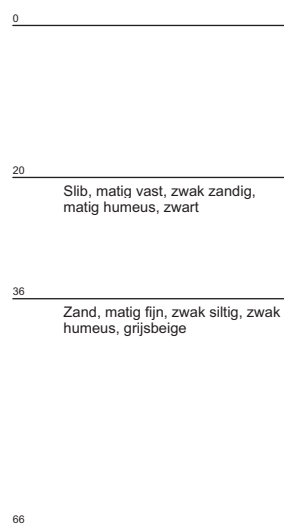 0
20
Slib, matig vast, zwak zandig,
matig humeus, zwart
36
Zand, matig fijn, zwak siltig, zwak
humeus, grijsbeige
66